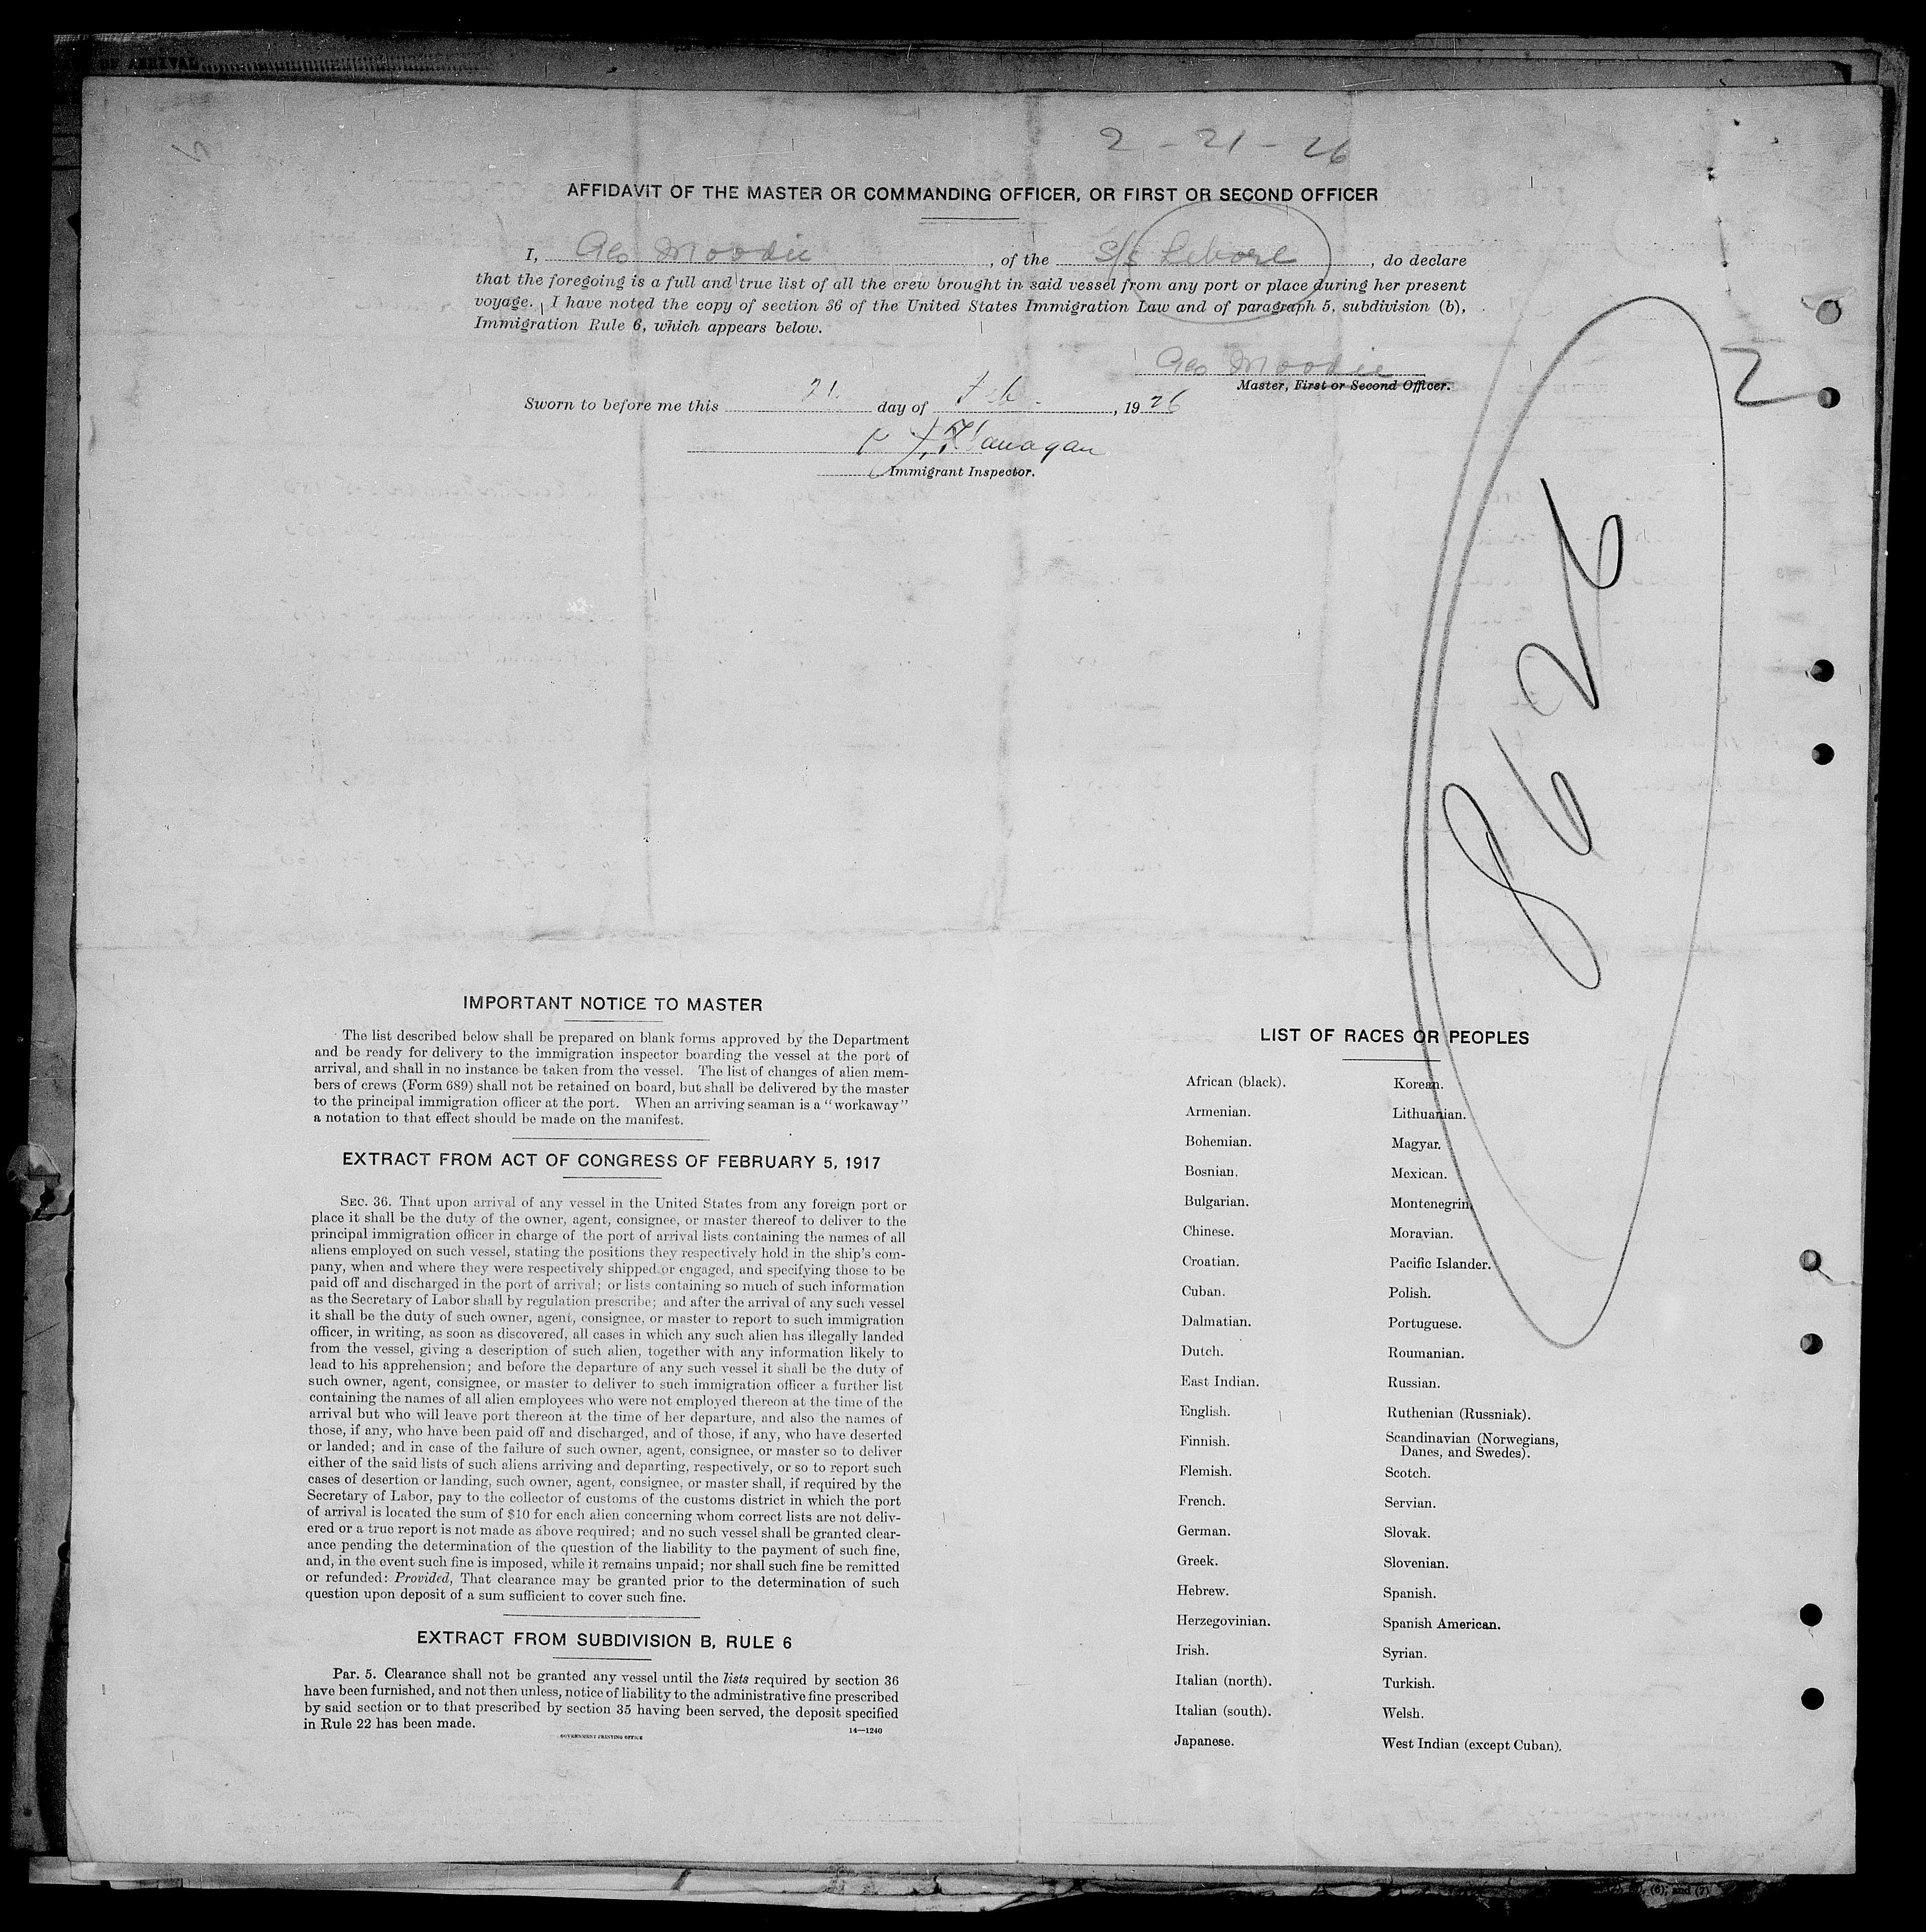 2 - 21 - 26
AFFIDAVIT OF THE MASTER OR COMMANDING OFFICER, OR FIRST OR SECOND OFFICER
I, Geo Moodie, of the S/S, do declare
that the foregoing is a full and true list of all the crew brought in said vessel from any port or place during her present
voyage. I have noted the copy of section 36 of the United States Immigration Law and of paragraph 5, subdivision (b),
Immigration Rule 6, which appears below.
Geo Moodie
Master, First or Second Officer.
Sworn to before me this 21. day of Feb., 1926
Flanagan
Immigrant Inspector.
2
8626
IMPORTANT NOTICE TO MASTER
The list described below shall be prepared on blank forms approved by the Department
and be ready for delivery to the immigration inspector boarding the vessel at the port of
arrival, and shall in no instance be taken from the vessel. The list of changes of alien mem-
bers of crews (Form 689) shall not be retained on board, but shall be delivered by the master
to the principal immigration officer at the port. When an arriving seaman is a "workaway"
a notation to that effect should be made on the manifest.
EXTRACT FROM ACT OF CONGRESS OF FEBRUARY 5, 1917
SEC. 36. That upon arrival of any vessel in the United States from any foreign port or
place it shall be the duty of the owner, agent, consignee, or master thereof to deliver to the
principal immigration officer in charge of the port of arrival lists containing the names of all
aliens employed on such vessel, stating the positions they respectively hold in the ship's com-
pany, when and where they were respectively shipped or engaged, and specifying those to be
paid off and discharged in the port of arrival; or lists containing so much of such information
as the Secretary of Labor shall by regulation prescribe; and after the arrival of any such vessel
it shall be the duty of such owner, agent, consignee, or master to report to such immigration
officer, in writing, as soon as discovered, all cases in which any such alien has illegally landed
from the vessel, giving a description of such alien, together with any information likely to
lead to his apprehension; and before the departure of any such vessel it shall be the duty of
such owner, agent, consignee, or master to deliver to such immigration officer a further list
containing the names of all alien employees who were not employed thereon at the time of the
arrival but who will leave port thereon at the time of her departure, and also the names of
those, if any, who have been paid off and discharged, and of those, if any, who have deserted
or landed; and in case of the failure of such owner, agent, consignee, or master so to deliver
either of the said lists of such aliens arriving and departing, respectively, or so to report such
cases of desertion or landing, such owner, agent, consignee, or master shall, if required by the
Secretary of Labor, pay to the collector of customs of the customs district in which the port
of arrival is located the sum of $10 for each alien concerning whom correct lists are not deliv-
ered or a true report is not made as above required; and no such vessel shall be granted clear-
ance pending the determination of the question of the liability to the payment of such fine,
and, in the event such fine is imposed, while it remains unpaid; nor shall such fine be remitted
or refunded: Provided, That clearance may be granted prior to the determination of such
question upon deposit of a sum sufficient to cover such fine.
EXTRACT FROM SUBDIVISION B, RULE 6
Par. 5. Clearance shall not be granted any vessel until the lists required by section 36
have been furnished, and not then unless, notice of liability to the administrative fine prescribed
by said section or to that prescribed by section 35 having been served, the deposit specified
in Rule 22 has been made.
14—1240
GOVERNMENT PRINTING OFFICE
LIST OF RACES OR PEOPLES
African (black).
Armenian.
Bohemian.
Bosnian.
Bulgarian.
Chinese.
Croatian.
Cuban.
Dalmatian.
Dutch.
East Indian.
English.
Finnish.
Flemish.
French.
German.
Greek.
Hebrew.
Herzegovinian.
Irish.
Italian (north).
Italian (south).
Japanese.
Korean.
Lithuanian.
Magyar.
Mexican.
Montenegrin.
Moravian.
Pacific Islander.
Polish.
Portuguese.
Roumanian.
Russian.
Ruthenian (Russniak).
Scandinavian (Norwegians,
Danes, and Swedes).
Scotch.
Servian.
Slovak.
Slovenian.
Spanish.
Spanish American.
Syrian.
Turkish.
Welsh.
West Indian (except Cuban).